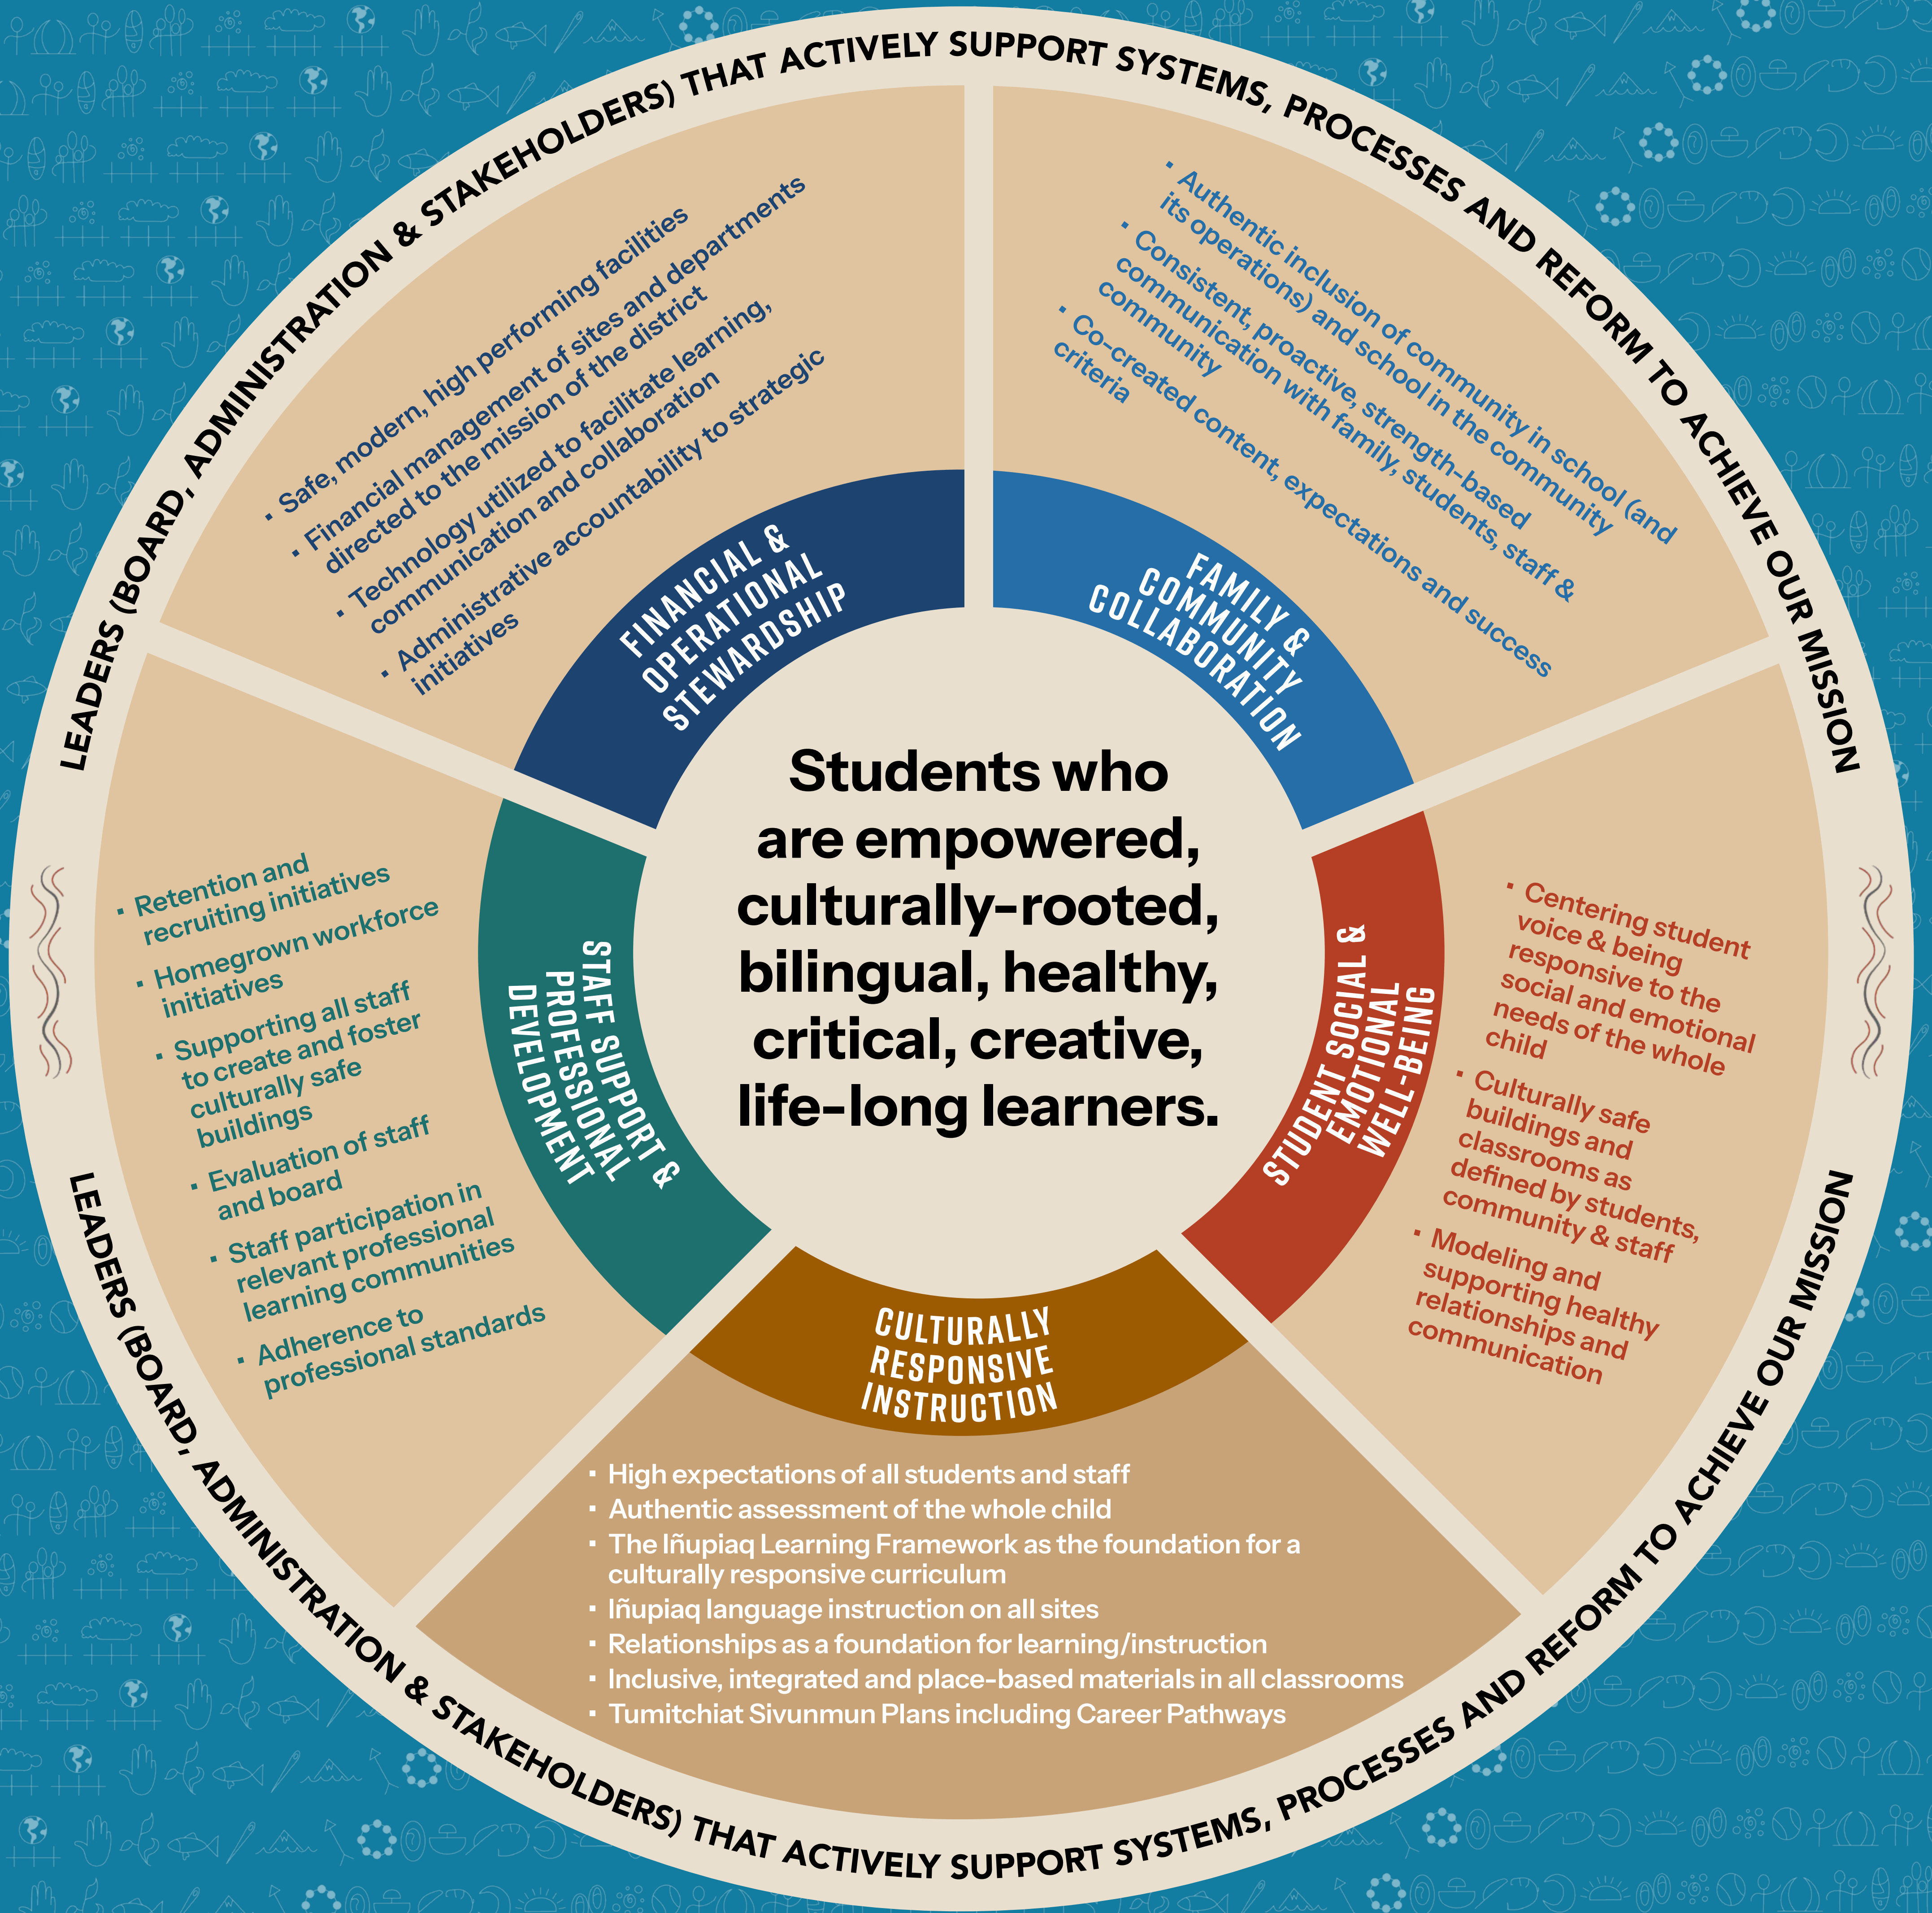 LEADERS (BOARD, ADMINISTRATION & STAKEHOLDERS) THAT ACTIVELY SUPPORT SYSTEMS, PROCESSES AND REFORM TO ACHIEVE OUR MISSION
· Safe, modern, high performing facilities
· Financial management of sites and departments
directed to the mission of the district
· Technology utilized to facilitate learning,
communication and collaboration
· Administrative accountability to strategic
initiatives
FINANCIAL &
OPERATIONAL
STEWARDSHIP
· Authentic inclusion of community in school (and
its operations) and school in the community
· Consistent, proactive, strength-based
communication with family, students, staff &
community
· Co-created content, expectations and success
criteria
FAMILY &
COMMUNITY
COLLABORATION
Students who
are empowered,
culturally-rooted,
bilingual, healthy,
critical, creative,
life-long learners.
· Retention and
recruiting initiatives
· Homegrown workforce
initiatives
· Supporting all staff
to create and foster
culturally safe
buildings
· Evaluation of staff
and board
· Staff participation in
relevant professional
learning communities
· Adherence to
professional standards
STAFF SUPPORT &
PROFESSIONAL
DEVELOPMENT
STUDENT SOCIAL &
EMOTIONAL
WELL-BEING
· Centering student
voice & being
responsive to the
social and emotional
needs of the whole
child
· Culturally safe
buildings and
classrooms as
defined by students,
community & staff
· Modeling and
supporting healthy
relationships and
communication
CULTURALLY
RESPONSIVE
INSTRUCTION
· High expectations of all students and staff
· Authentic assessment of the whole child
· The Iñupiaq Learning Framework as the foundation for a
culturally responsive curriculum
· Iñupiaq language instruction on all sites
· Relationships as a foundation for learning/instruction
· Inclusive, integrated and place-based materials in all classrooms
· Tumitchiat Sivunmun Plans including Career Pathways
LEADERS (BOARD, ADMINISTRATION & STAKEHOLDERS) THAT ACTIVELY SUPPORT SYSTEMS, PROCESSES AND REFORM TO ACHIEVE OUR MISSION